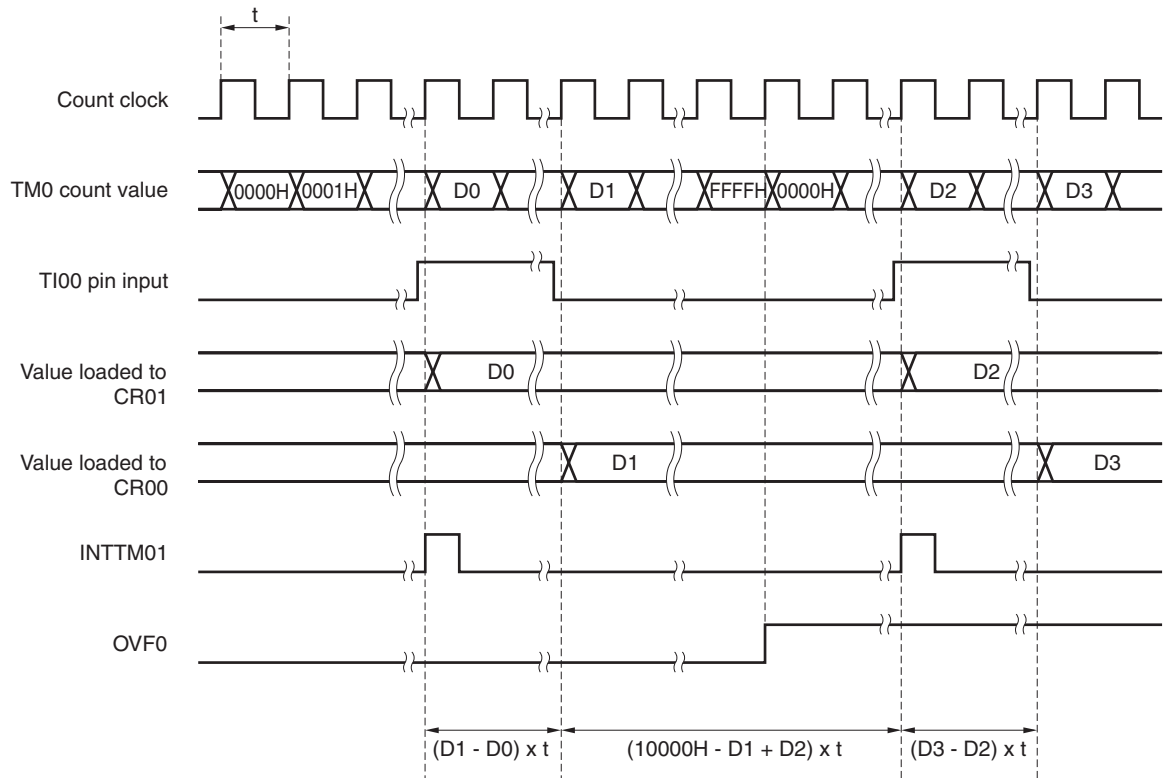 t
Count clock
TM0 count value
0000H 0001H D0 D1 FFFFH 0000H D2 D3
TI00 pin input
Value loaded to
CR01
D0 D2
Value loaded to
CR00
D1 D3
INTTM01
OVF0
(D1 - D0) x t (10000H - D1 + D2) x t (D3 - D2) x t